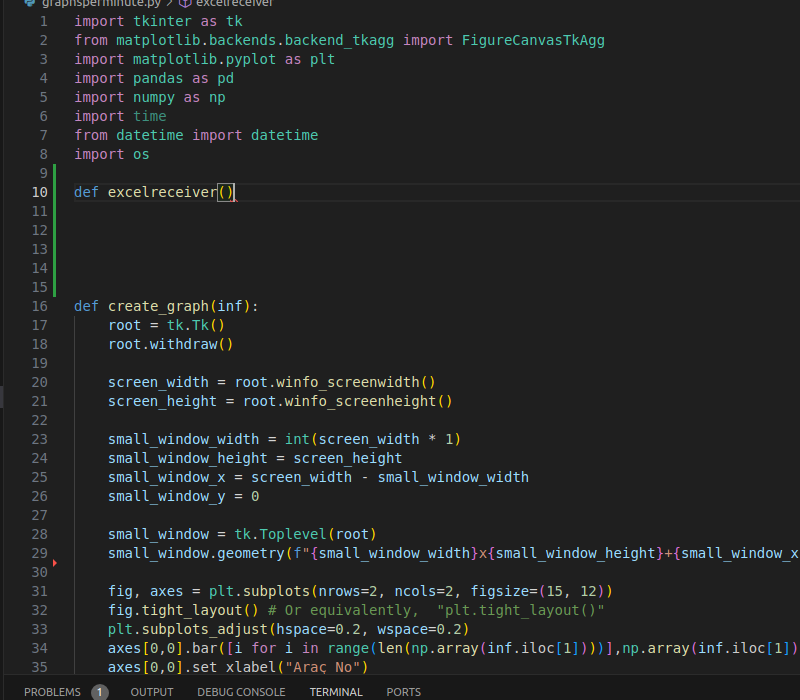 graphsperminute.py > excelreceiver
1 import tkinter as tk
2 from matplotlib.backends.backend_tkagg import FigureCanvasTkAgg
3 import matplotlib.pyplot as plt
4 import pandas as pd
5 import numpy as np
6 import time
7 from datetime import datetime
8 import os
9
10 def excelreceiver()
11
12
13
14
15
16 def create_graph(inf):
17 root = tk.Tk()
18 root.withdraw()
19
20 screen_width = root.winfo_screenwidth()
21 screen_height = root.winfo_screenheight()
22
23 small_window_width = int(screen_width * 1)
24 small_window_height = screen_height
25 small_window_x = screen_width - small_window_width
26 small_window_y = 0
27
28 small_window = tk.Toplevel(root)
29 small_window.geometry(f"{small_window_width}x{small_window_height}+{small_window_x
30
31 fig, axes = plt.subplots(nrows=2, ncols=2, figsize=(15, 12))
32 fig.tight_layout() # Or equivalently,  "plt.tight_layout()"
33 plt.subplots_adjust(hspace=0.2, wspace=0.2)
34 axes[0,0].bar([i for i in range(len(np.array(inf.iloc[1])))],np.array(inf.iloc[1])
35 axes[0,0].set_xlabel("Araç No")
PROBLEMS 1 OUTPUT DEBUG CONSOLE TERMINAL PORTS